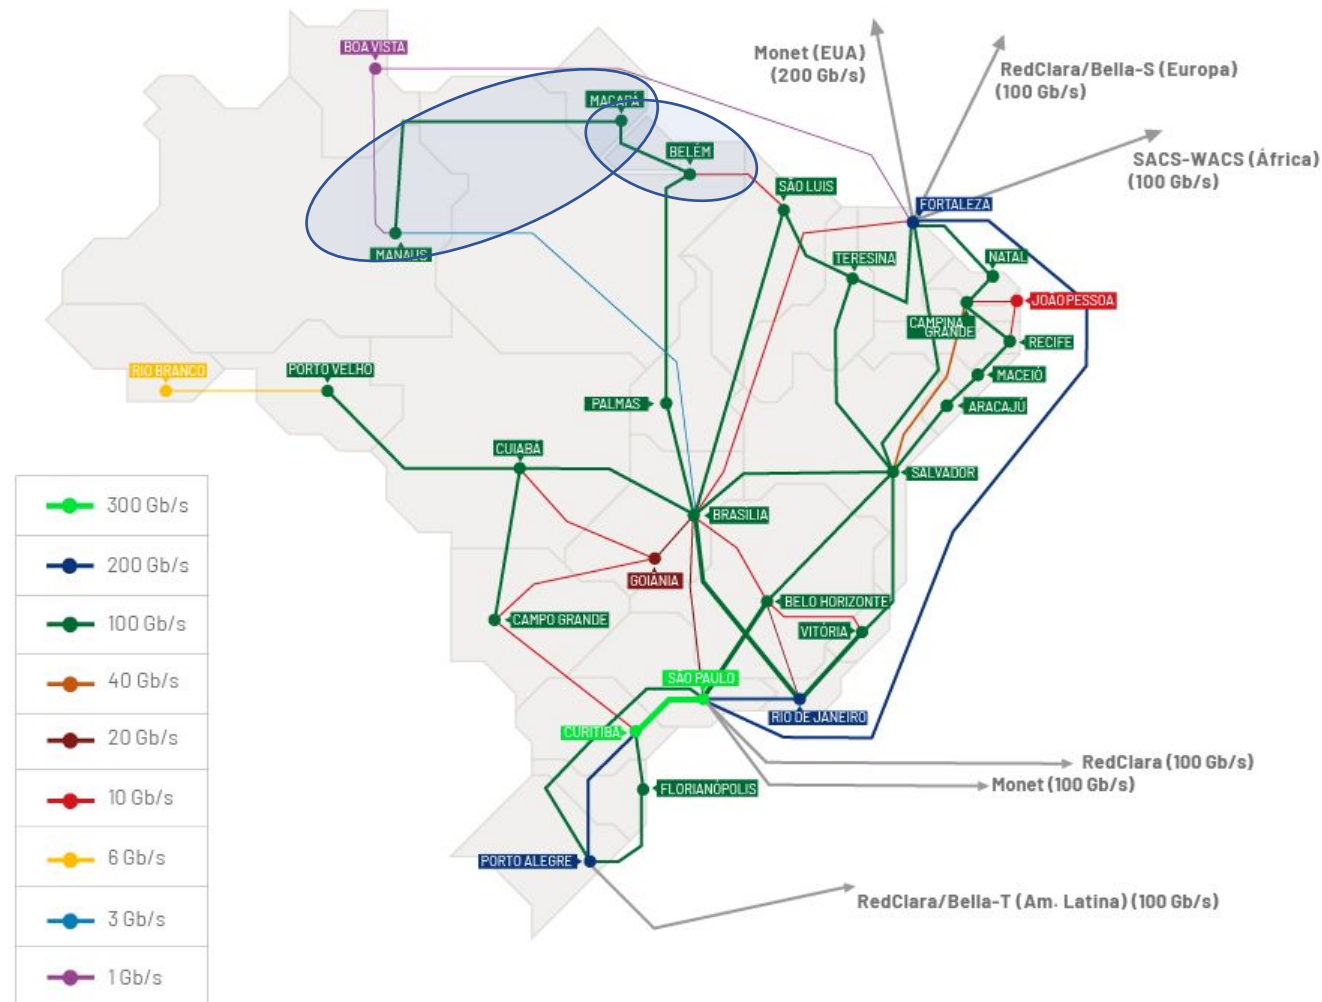 BOA VISTA
Monet (EUA)
(200 Gb/s)
RedClara/Bella-S (Europa)
(100 Gb/s)
MACAPÁ
BELÉM
SACS-WACS (África)
(100 Gb/s)
SÃO LUIS
FORTALEZA
MANAUS
TERESINA
NATAL
JOÃO PESSOA
CAMPINA
GRANDE
RECIFE
RIO BRANCO
PORTO VELHO
MACEIÓ
PALMAS
ARACAJÚ
CUIABÁ
SALVADOR
300 Gb/s
BRASILIA
200 Gb/s
GOIÂNIA
BELO HORIZONTE
100 Gb/s
CAMPO GRANDE
VITÓRIA
40 Gb/s
SÃO PAULO
RIO DE JANEIRO
20 Gb/s
CURITIBA
RedClara (100 Gb/s)
Monet (100 Gb/s)
FLORIANÓPOLIS
10 Gb/s
6 Gb/s
PORTO ALEGRE
RedClara/Bella-T (Am. Latina) (100 Gb/s)
3 Gb/s
1 Gb/s